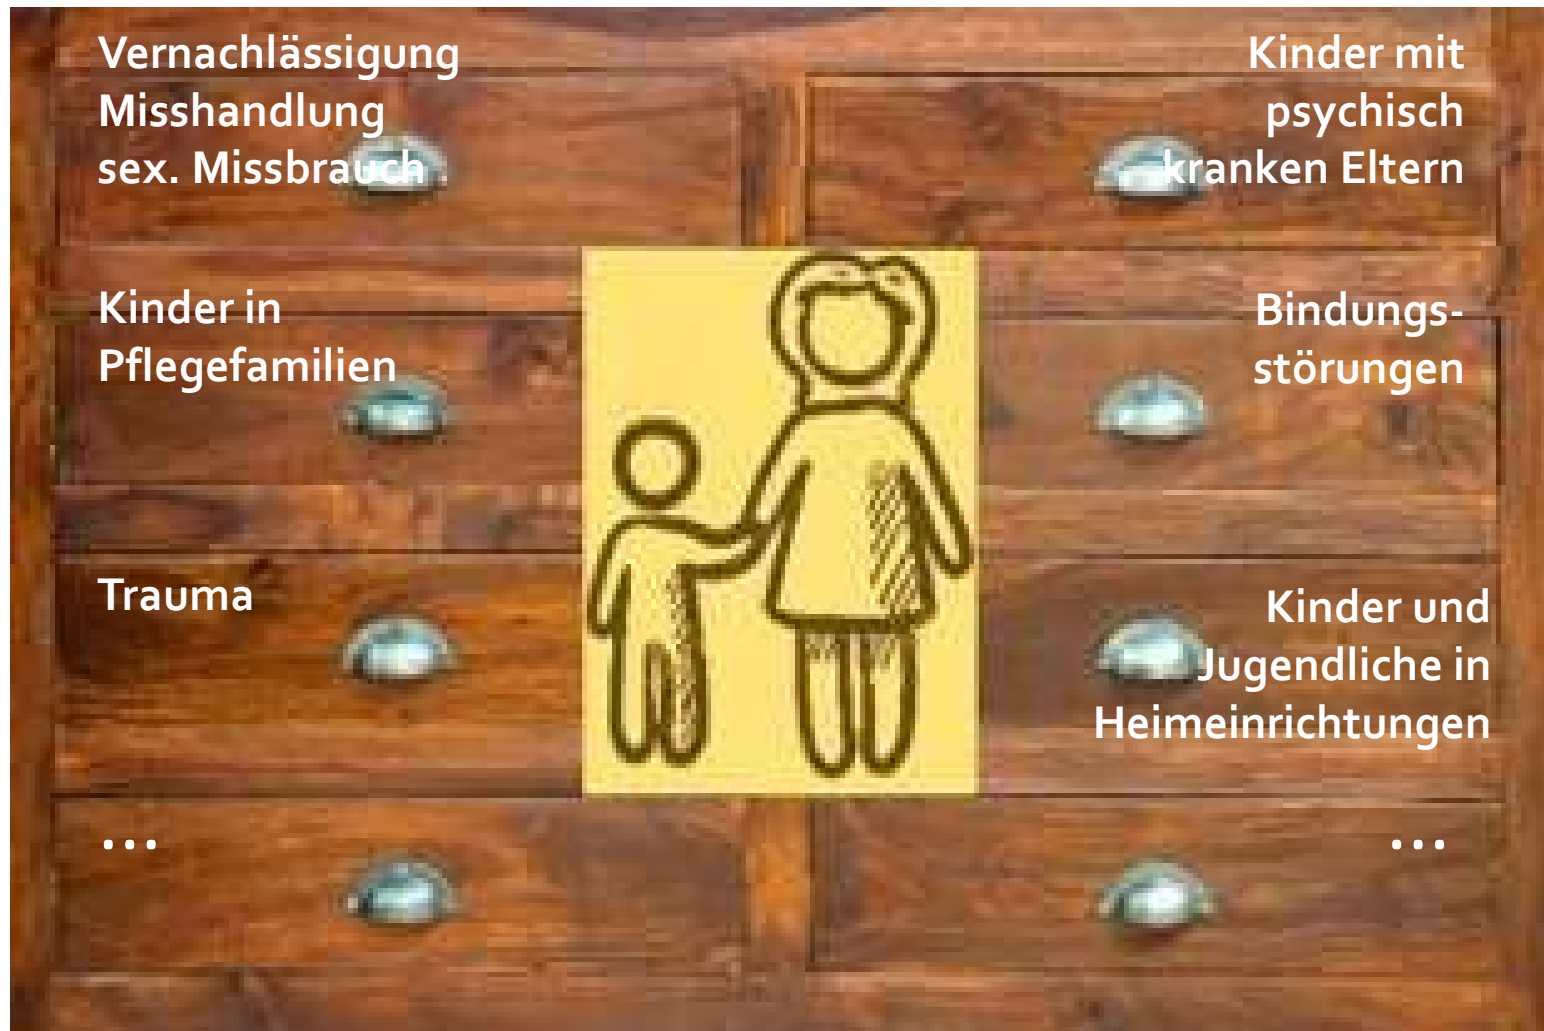 Vernachlässigung
Misshandlung
sex. Missbrauch
Kinder mit
psychisch
kranken Eltern
Kinder in
Pflegefamilien
Bindungs-
störungen
Trauma
Kinder und
Jugendliche in
Heimeinrichtungen
...
...